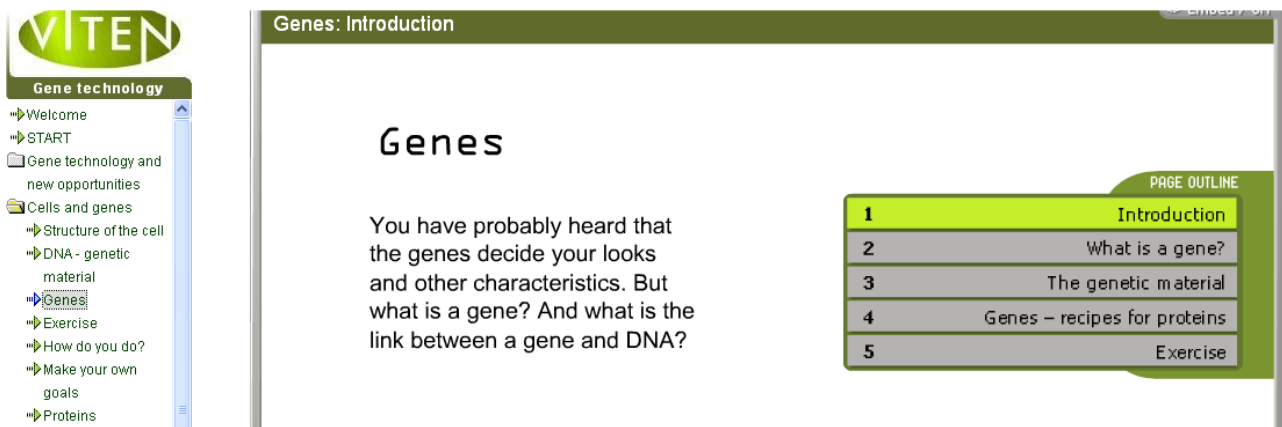 VITEN
Gene technology
Welcome
START
Gene technology and
new opportunities
Cells and genes
Structure of the cell
DNA - genetic
material
Genes
Exercise
How do you do?
Make your own
goals
Proteins
Genes: Introduction
Genes
You have probably heard that
the genes decide your looks
and other characteristics. But
what is a gene? And what is the
link between a gene and DNA?
PAGE OUTLINE
1 Introduction
2 What is a gene?
3 The genetic material
4 Genes – recipes for proteins
5 Exercise